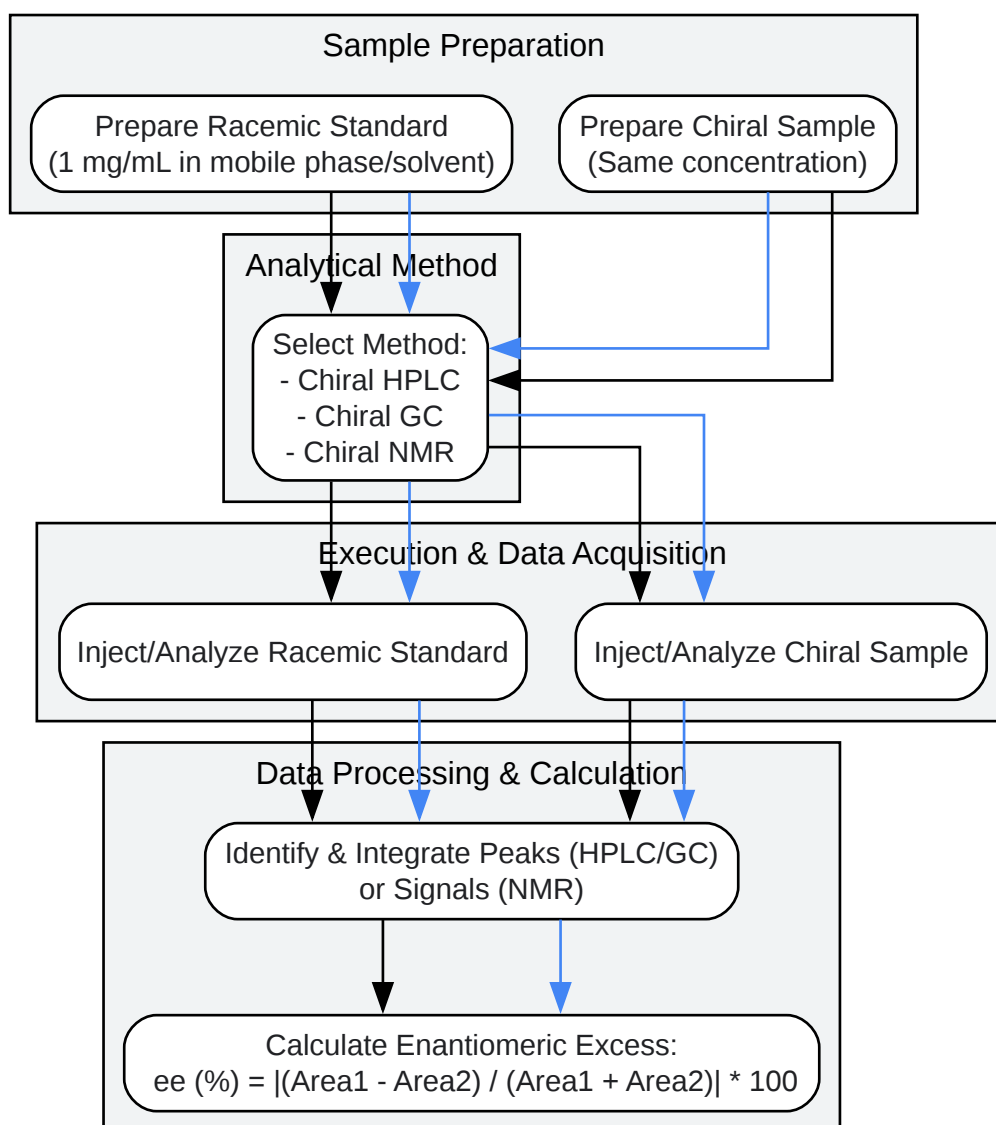 Sample Preparation
Prepare Racemic Standard
(1 mg/mL in mobile phase/solvent)
Prepare Chiral Sample
(Same concentration)
Analytical Method
Select Method:
- Chiral HPLC
- Chiral GC
- Chiral NMR
Execution & Data Acquisition
Inject/Analyze Racemic Standard
Inject/Analyze Chiral Sample
Data Processing & Calculation
Identify & Integrate Peaks (HPLC/GC)
or Signals (NMR)
Calculate Enantiomeric Excess:
ee (%) = |(Area1 - Area2) / (Area1 + Area2)| * 100